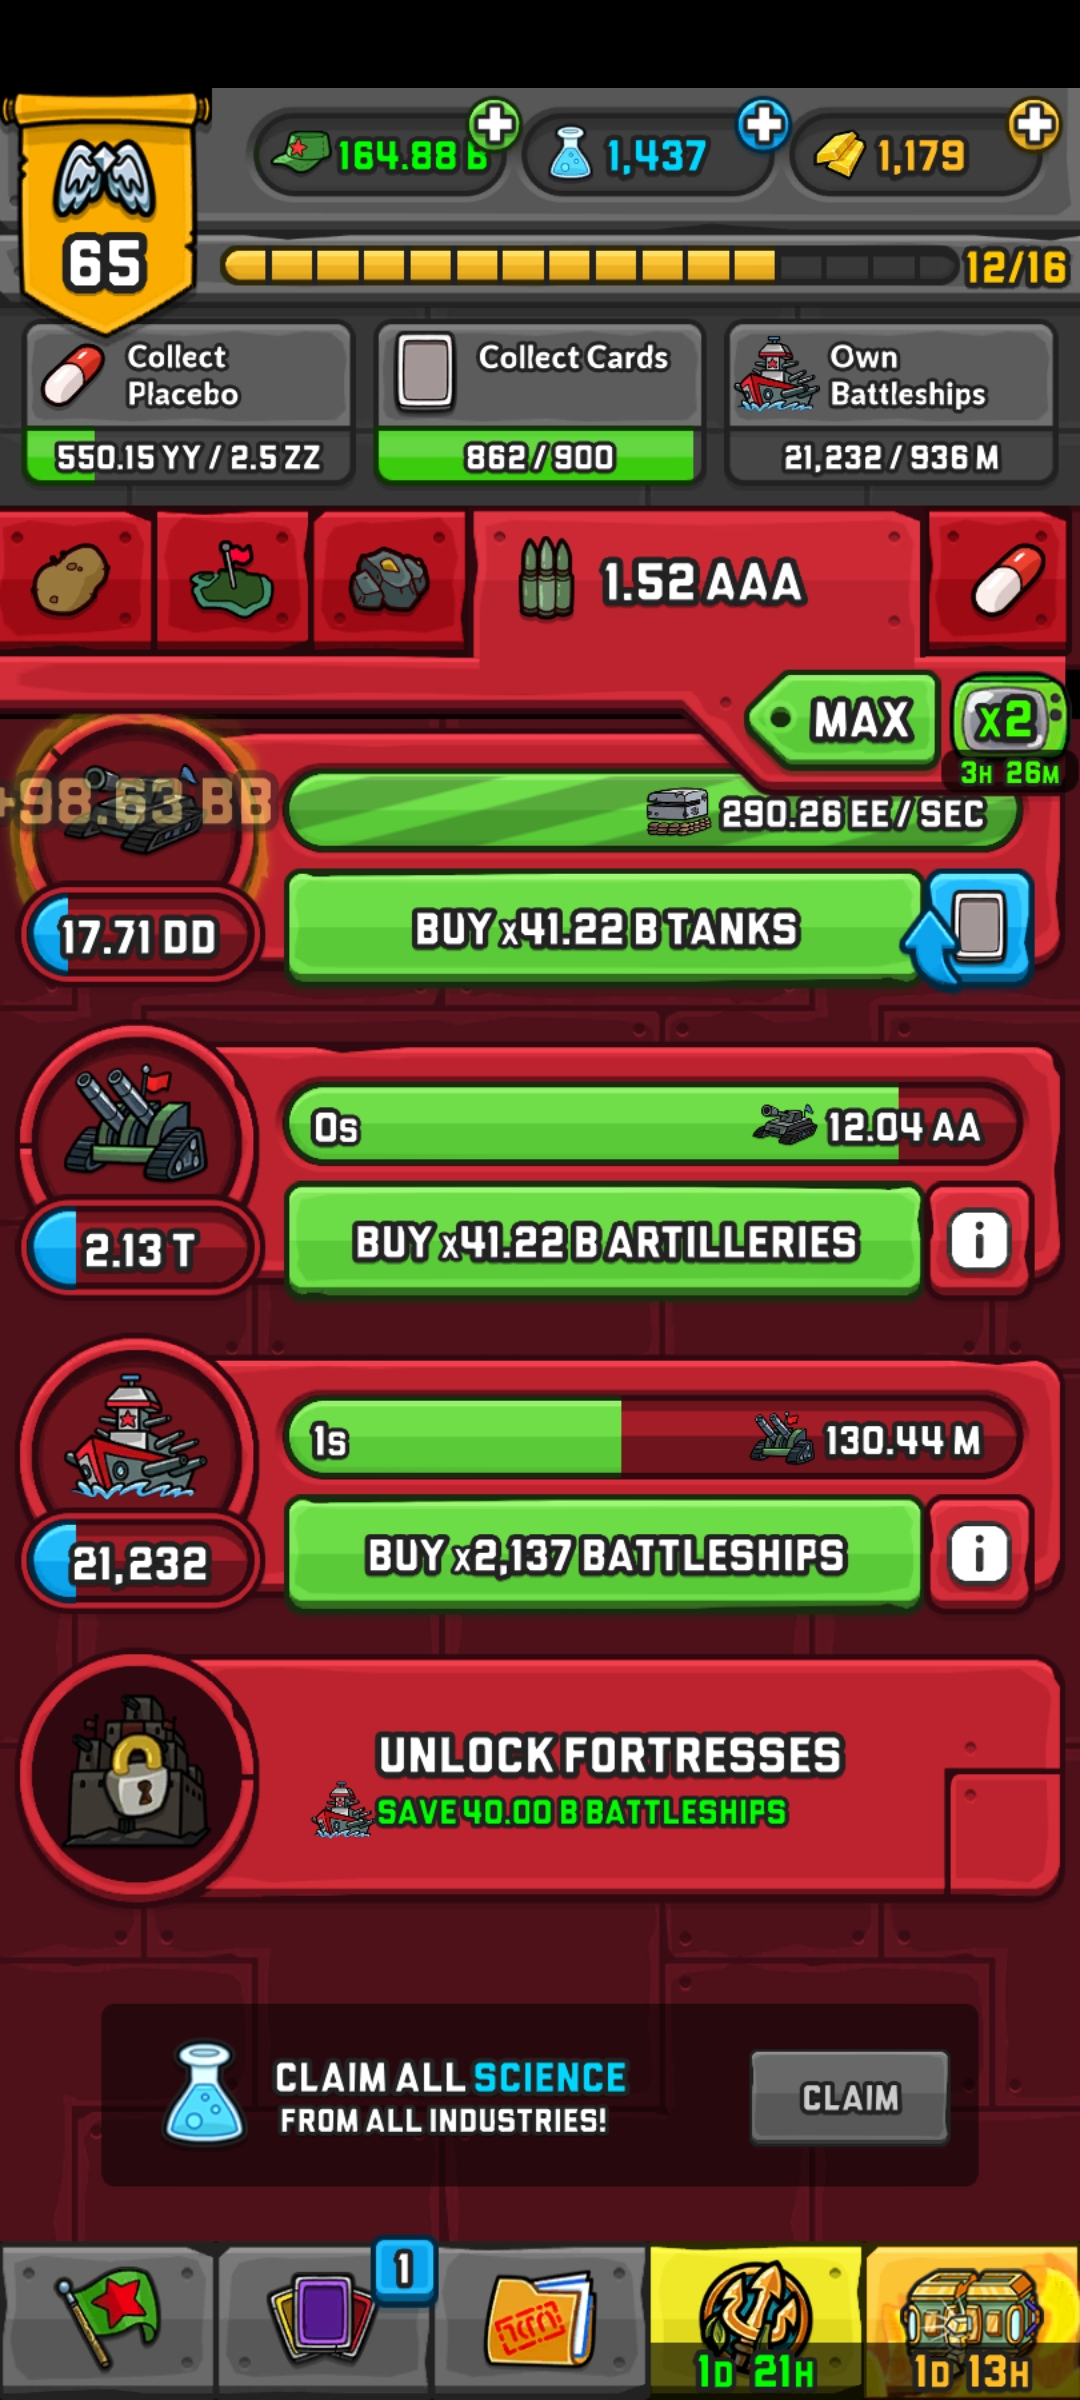 164.88 B
1,437
1,179
65
12/16
Collect
Placebo
Collect Cards
Own
Battleships
550.15 YY / 2.5 ZZ
862 / 900
21,232 / 936 M
1.52 AAA
MAX
x2
3H 26M
+98.63 BB
290.26 EE / SEC
17.71 DD
BUY x41.22 B TANKS
0s
12.04 AA
2.13 T
BUY x41.22 B ARTILLERIES
i
1s
130.44 M
21,232
BUY x2,137 BATTLESHIPS
i
UNLOCK FORTRESSES
SAVE 40.00 B BATTLESHIPS
CLAIM ALL SCIENCE
FROM ALL INDUSTRIES!
CLAIM
1
1D 21H
1D 13H